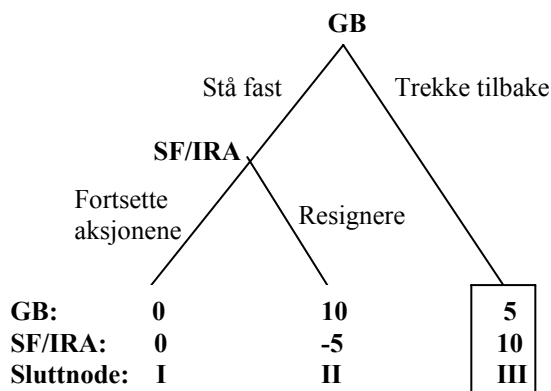 GB
Stå fast Trekke tilbake
SF/IRA
Fortsette
aksjonene
Resignere
GB: 0 10 5
SF/IRA: 0 -5 10
Sluttnode: I II III